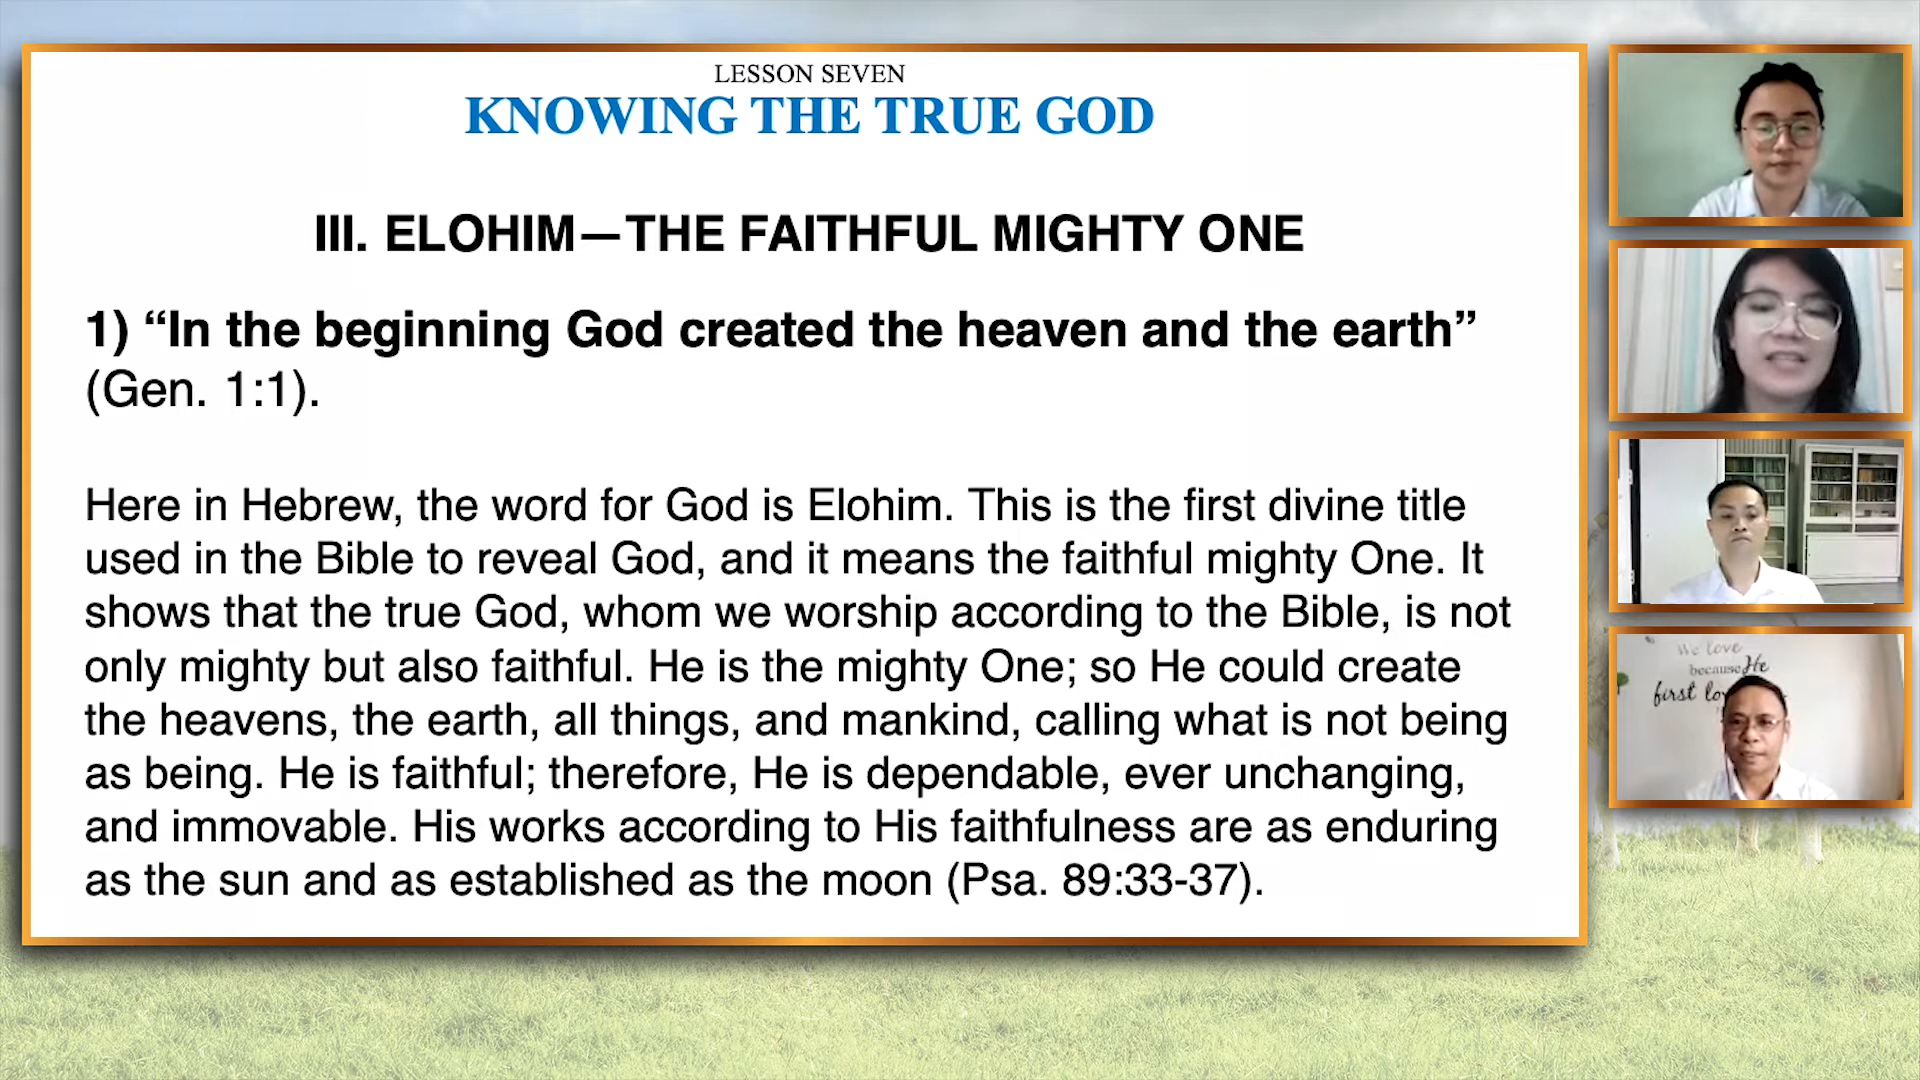 LESSON SEVEN
KNOWING THE TRUE GOD
III. ELOHIM—THE FAITHFUL MIGHTY ONE
1) “In the beginning God created the heaven and the earth”
(Gen. 1:1).
Here in Hebrew, the word for God is Elohim. This is the first divine title
used in the Bible to reveal God, and it means the faithful mighty One. It
shows that the true God, whom we worship according to the Bible, is not
only mighty but also faithful. He is the mighty One; so He could create
the heavens, the earth, all things, and mankind, calling what is not being
as being. He is faithful; therefore, He is dependable, ever unchanging,
and immovable. His works according to His faithfulness are as enduring
as the sun and as established as the moon (Psa. 89:33-37).
We love
because He
first